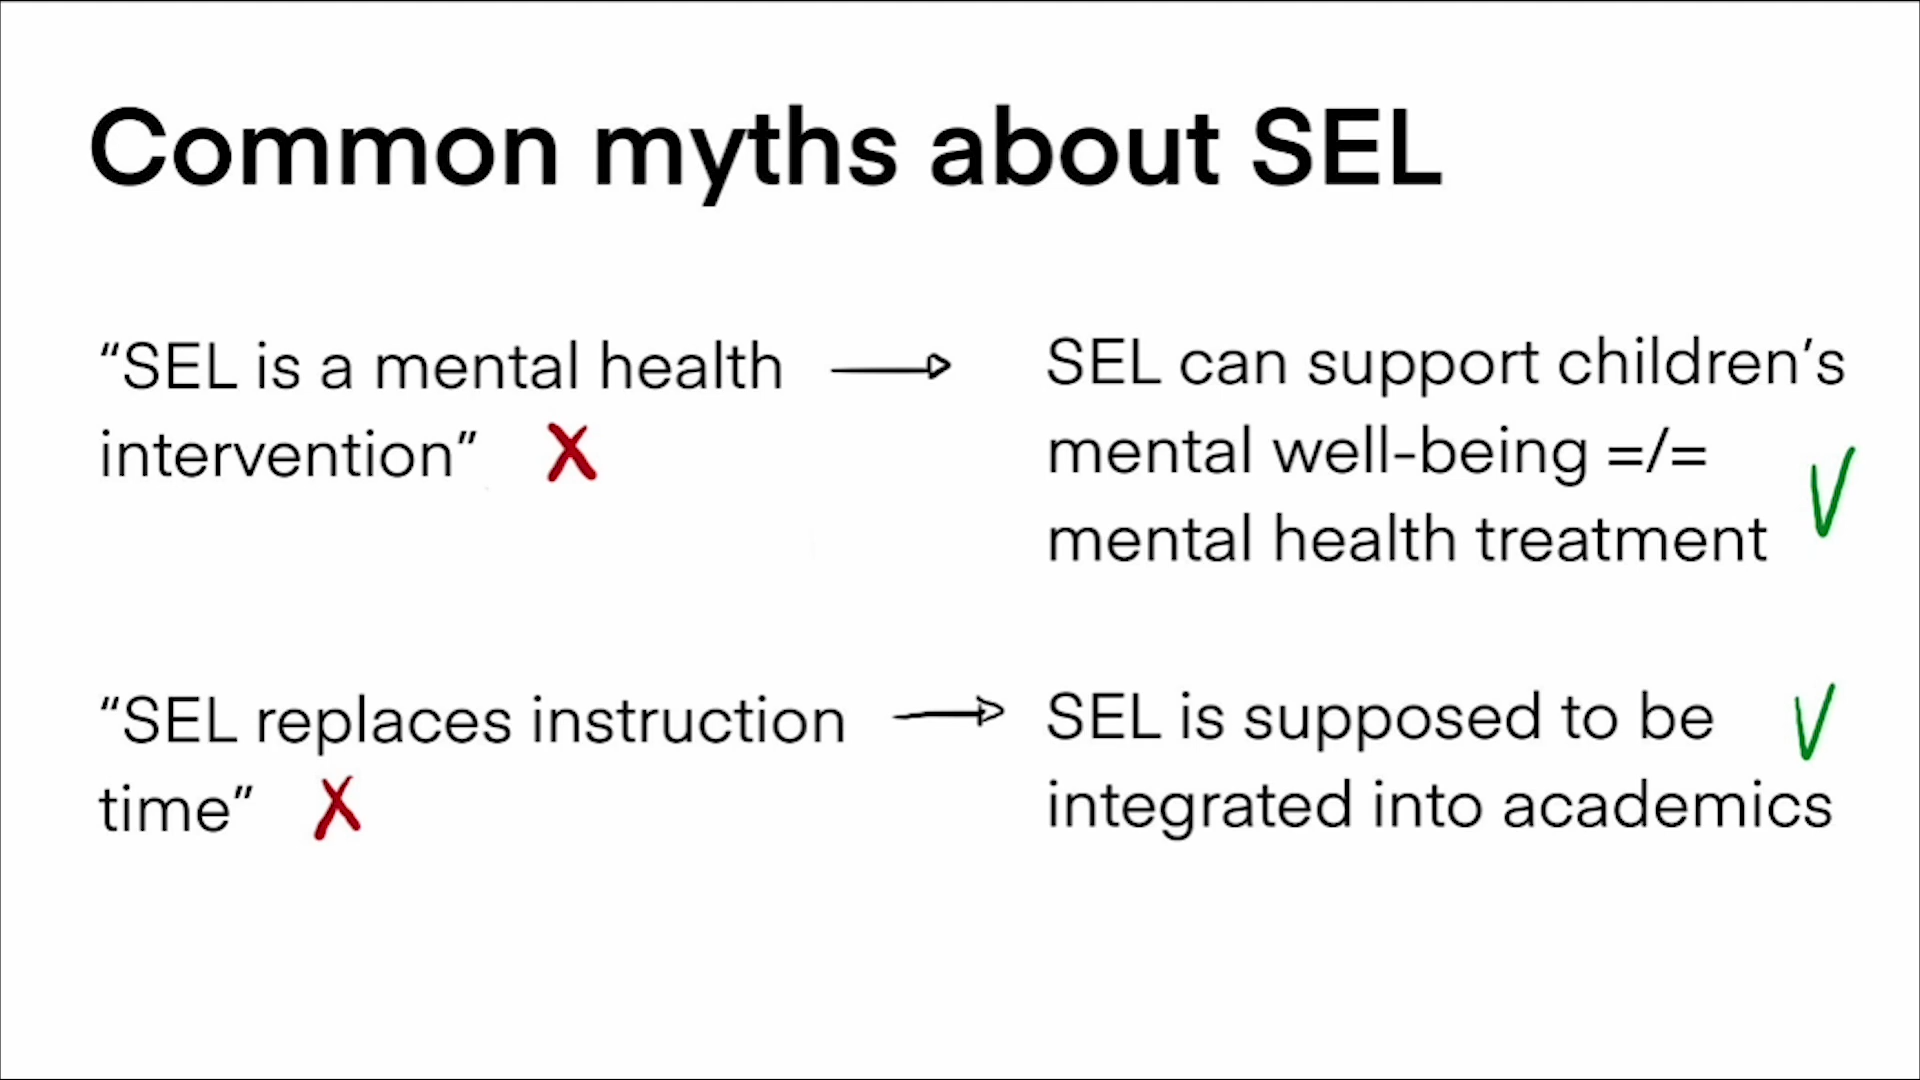 Common myths about SEL
“SEL is a mental health
intervention”
SEL can support children’s
mental well-being =/=
mental health treatment
“SEL replaces instruction
time”
SEL is supposed to be
integrated into academics